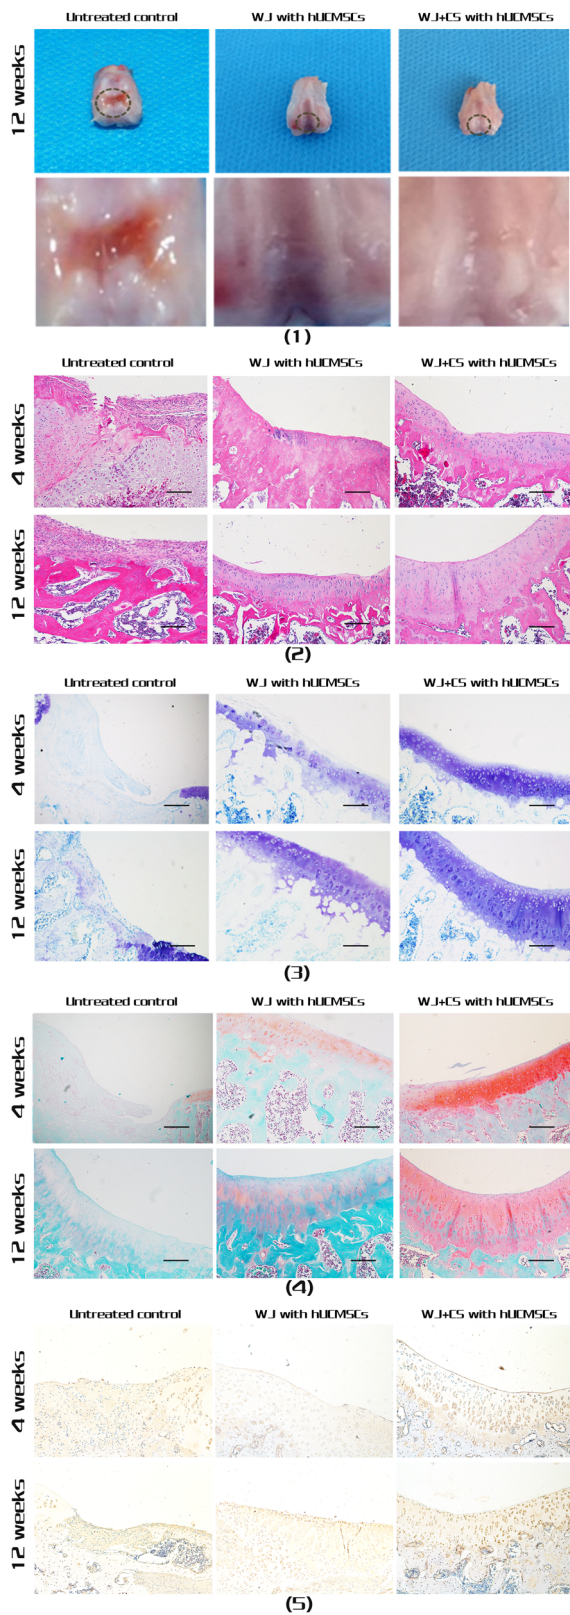 Untreated control WJ with hUCMSCs WJ+CS with hUCMSCs
12 weeks
(1)
Untreated control WJ with hUCMSCs WJ+CS with hUCMSCs
4 weeks
12 weeks
(2)
Untreated control WJ with hUCMSCs WJ+CS with hUCMSCs
4 weeks
12 weeks
(3)
Untreated control WJ with hUCMSCs WJ+CS with hUCMSCs
4 weeks
12 weeks
(4)
Untreated control WJ with hUCMSCs WJ+CS with hUCMSCs
4 weeks
12 weeks
(5)